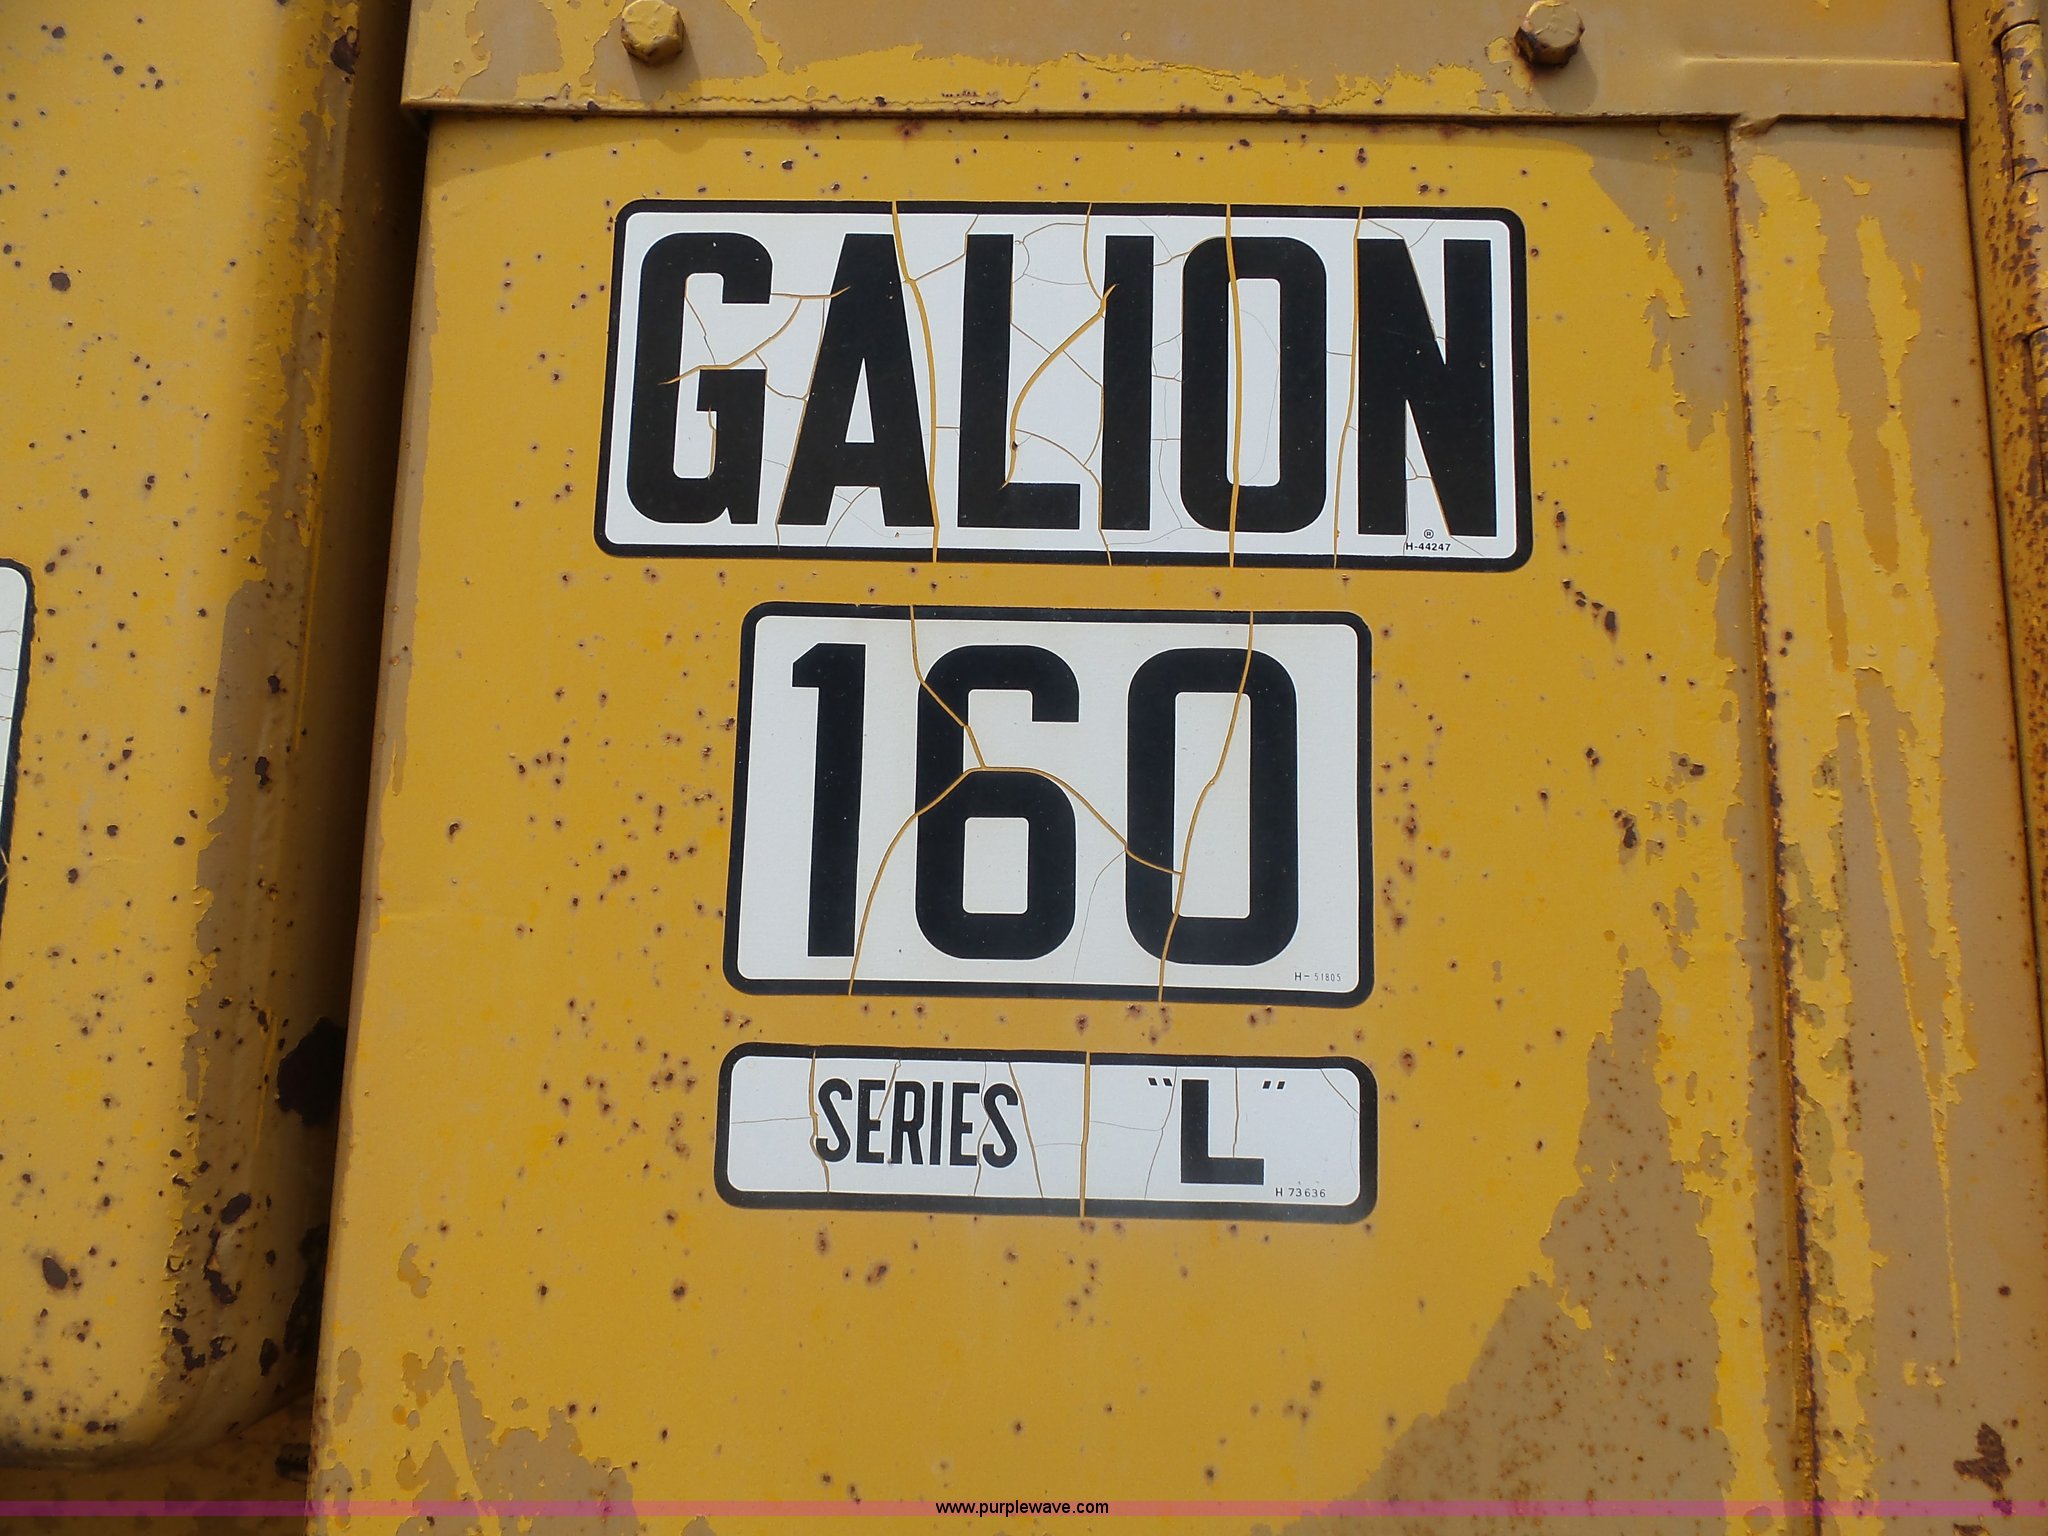 GALION
®
H-44247
160
H-51805
SERIES "L"
H 73636
www.purplewave.com